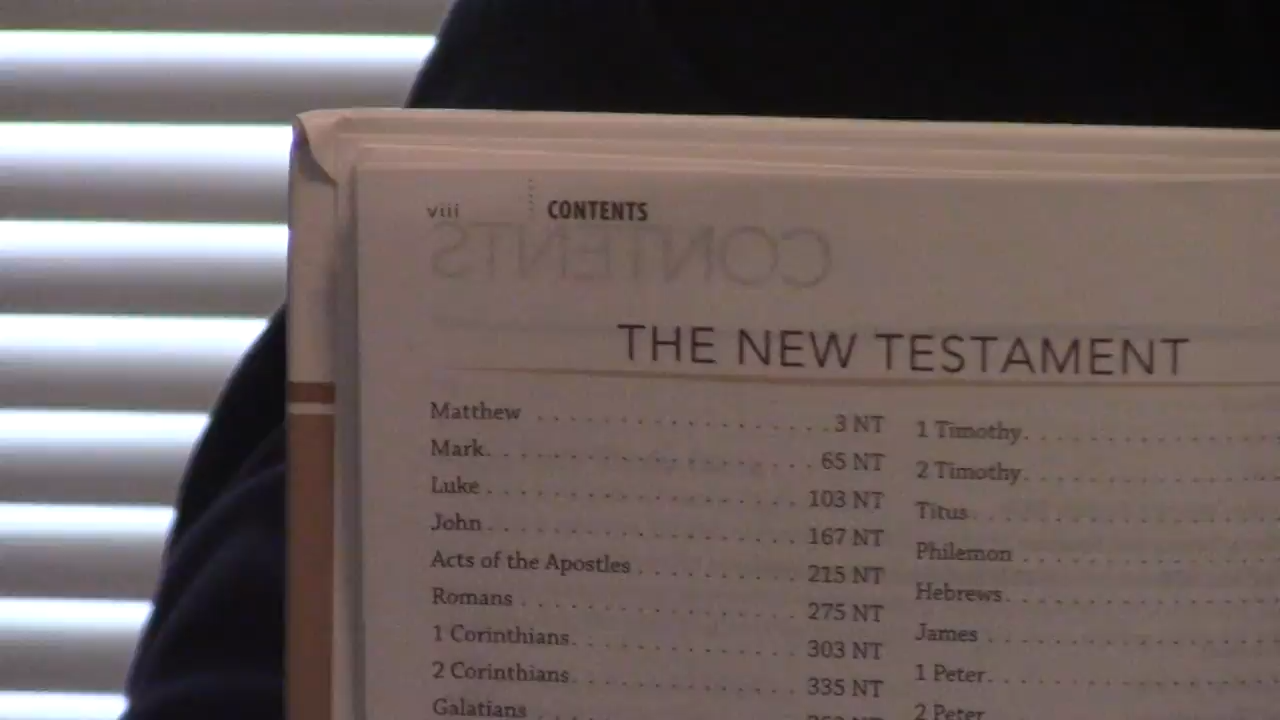 viii CONTENTS
CONTENTS
THE NEW TESTAMENT
Matthew . . . . . . . . . . . . . . . . . 3 NT
Mark. . . . . . . . . . . . . . . . . . . 65 NT
Luke . . . . . . . . . . . . . . . . . . 103 NT
John . . . . . . . . . . . . . . . . . . 167 NT
Acts of the Apostles . . . . . . . . . 215 NT
Romans . . . . . . . . . . . . . . . . 275 NT
1 Corinthians. . . . . . . . . . . . . 303 NT
2 Corinthians. . . . . . . . . . . . . 335 NT
Galatians
1 Timothy. . . . . . . . . . . . .
2 Timothy. . . . . . . . . . . . .
Titus. . . . . . . . . . . . . . . .
Philemon . . . . . . . . . . . . .
Hebrews. . . . . . . . . . . . . .
James . . . . . . . . . . . . . . .
1 Peter. . . . . . . . . . . . . . .
2 Peter